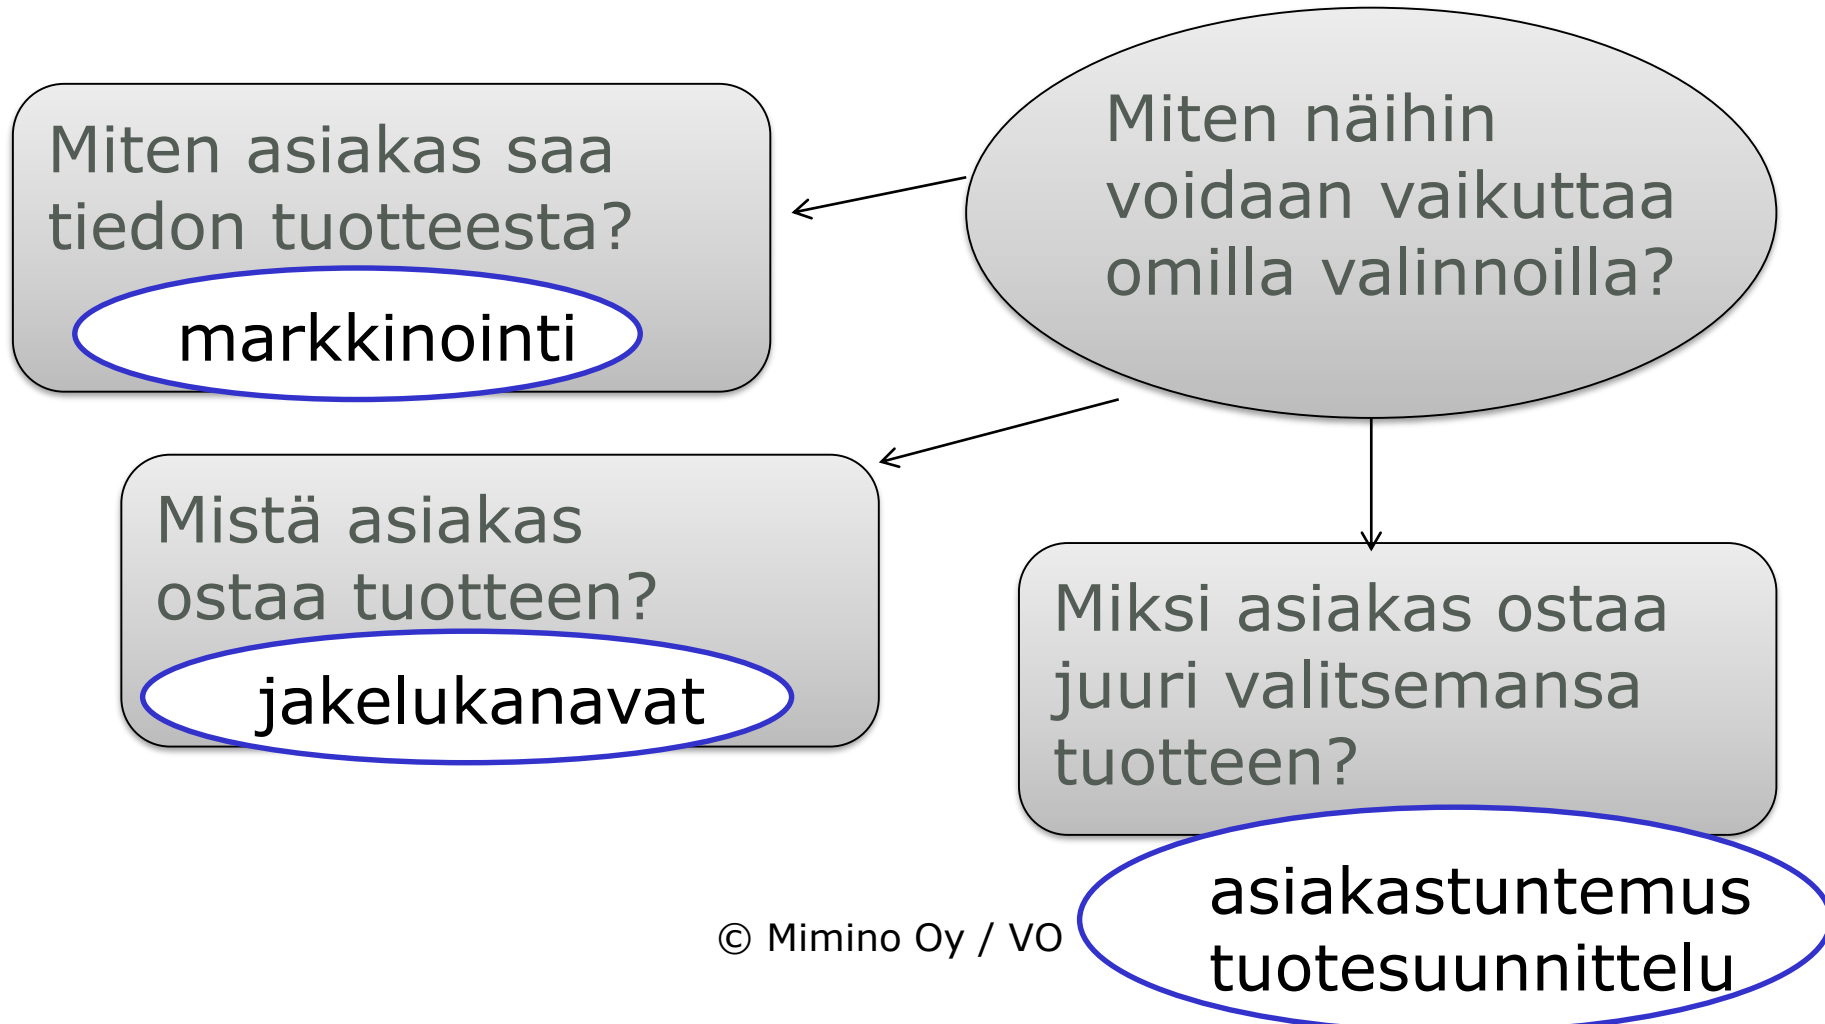 Miten asiakas saa
tiedon tuotteesta?
markkinointi
Miten näihin
voidaan vaikuttaa
omilla valinnoilla?
Mistä asiakas
ostaa tuotteen?
jakelukanavat
Miksi asiakas ostaa
juuri valitsemansa
tuotteen?
asiakastuntemus
tuotesuunnittelu
© Mimino Oy / VO